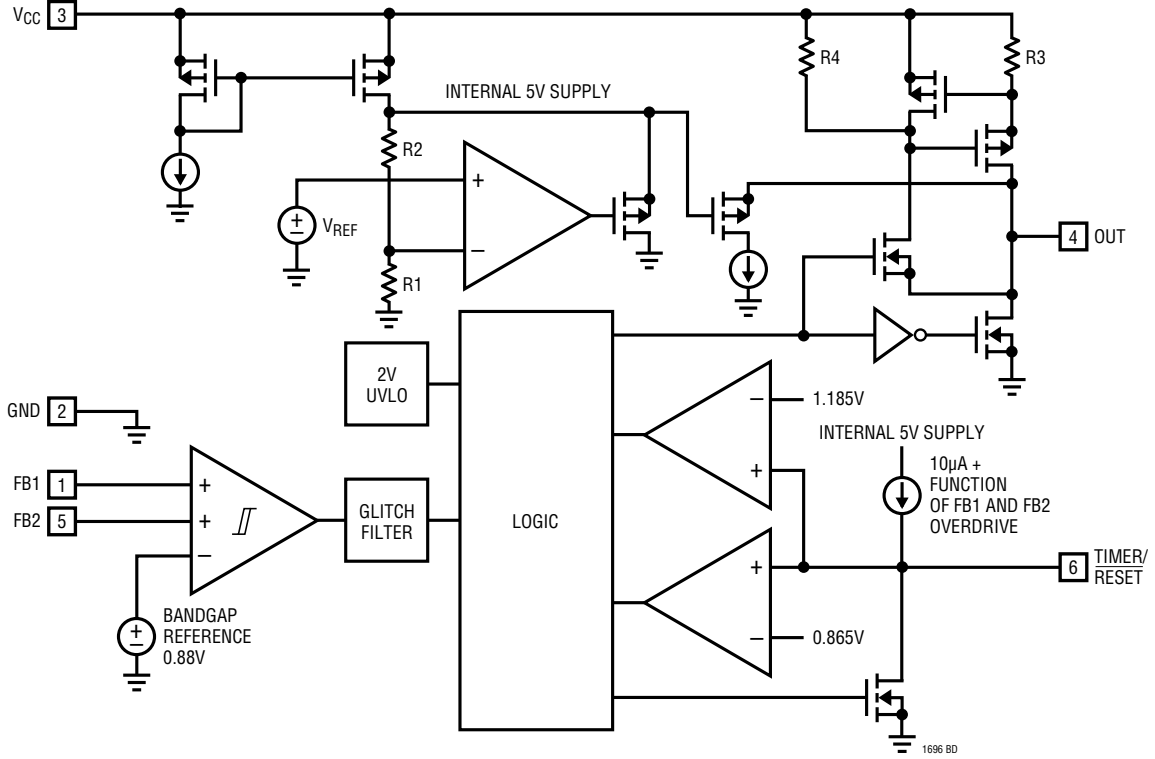 VCC 3
R4
R3
INTERNAL 5V SUPPLY
R2
+
+
−
VREF
−
R1
4 OUT
2V
UVLO
GND 2
−
1.185V
INTERNAL 5V SUPPLY
+
10µA +
FUNCTION
OF FB1 AND FB2
OVERDRIVE
FB1 1
+
FB2 5
+
−
GLITCH
FILTER
LOGIC
+
6 TIMER/
RESET
BANDGAP
REFERENCE
0.88V
+
−
−
0.865V
1696 BD